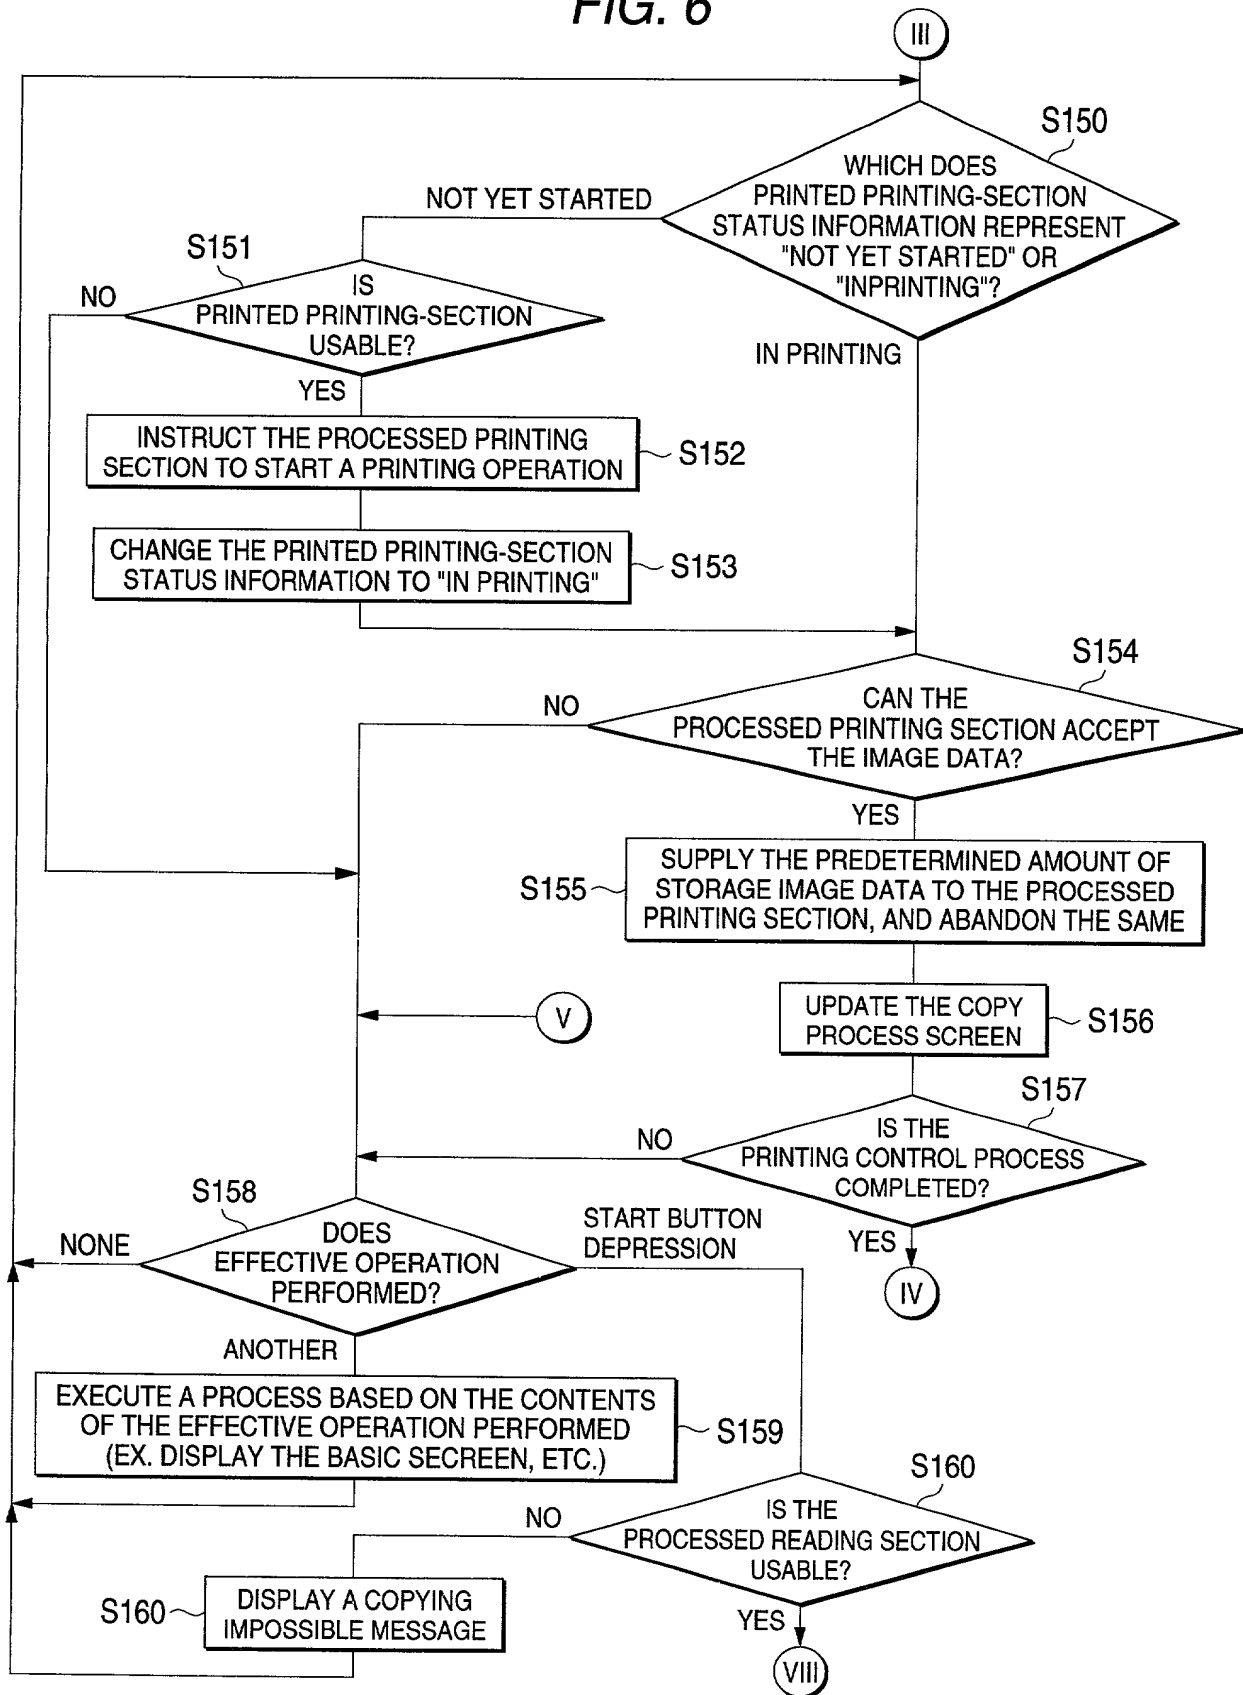 FIG. 6
III
S150
WHICH DOES
PRINTED PRINTING-SECTION
STATUS INFORMATION REPRESENT
"NOT YET STARTED" OR
"INPRINTING"?
NOT YET STARTED
S151
IS
PRINTED PRINTING-SECTION
USABLE?
NO
IN PRINTING
YES
INSTRUCT THE PROCESSED PRINTING
SECTION TO START A PRINTING OPERATION
S152
CHANGE THE PRINTED PRINTING-SECTION
STATUS INFORMATION TO "IN PRINTING"
S153
S154
CAN THE
PROCESSED PRINTING SECTION ACCEPT
THE IMAGE DATA?
NO
YES
S155
SUPPLY THE PREDETERMINED AMOUNT OF
STORAGE IMAGE DATA TO THE PROCESSED
PRINTING SECTION, AND ABANDON THE SAME
V
UPDATE THE COPY
PROCESS SCREEN
S156
S157
IS THE
PRINTING CONTROL PROCESS
COMPLETED?
NO
YES
IV
S158
DOES
EFFECTIVE OPERATION
PERFORMED?
NONE
START BUTTON
DEPRESSION
ANOTHER
EXECUTE A PROCESS BASED ON THE CONTENTS
OF THE EFFECTIVE OPERATION PERFORMED
(EX. DISPLAY THE BASIC SECREEN, ETC.)
S159
S160
IS THE
PROCESSED READING SECTION
USABLE?
NO
S160
DISPLAY A COPYING
IMPOSSIBLE MESSAGE
YES
VIII